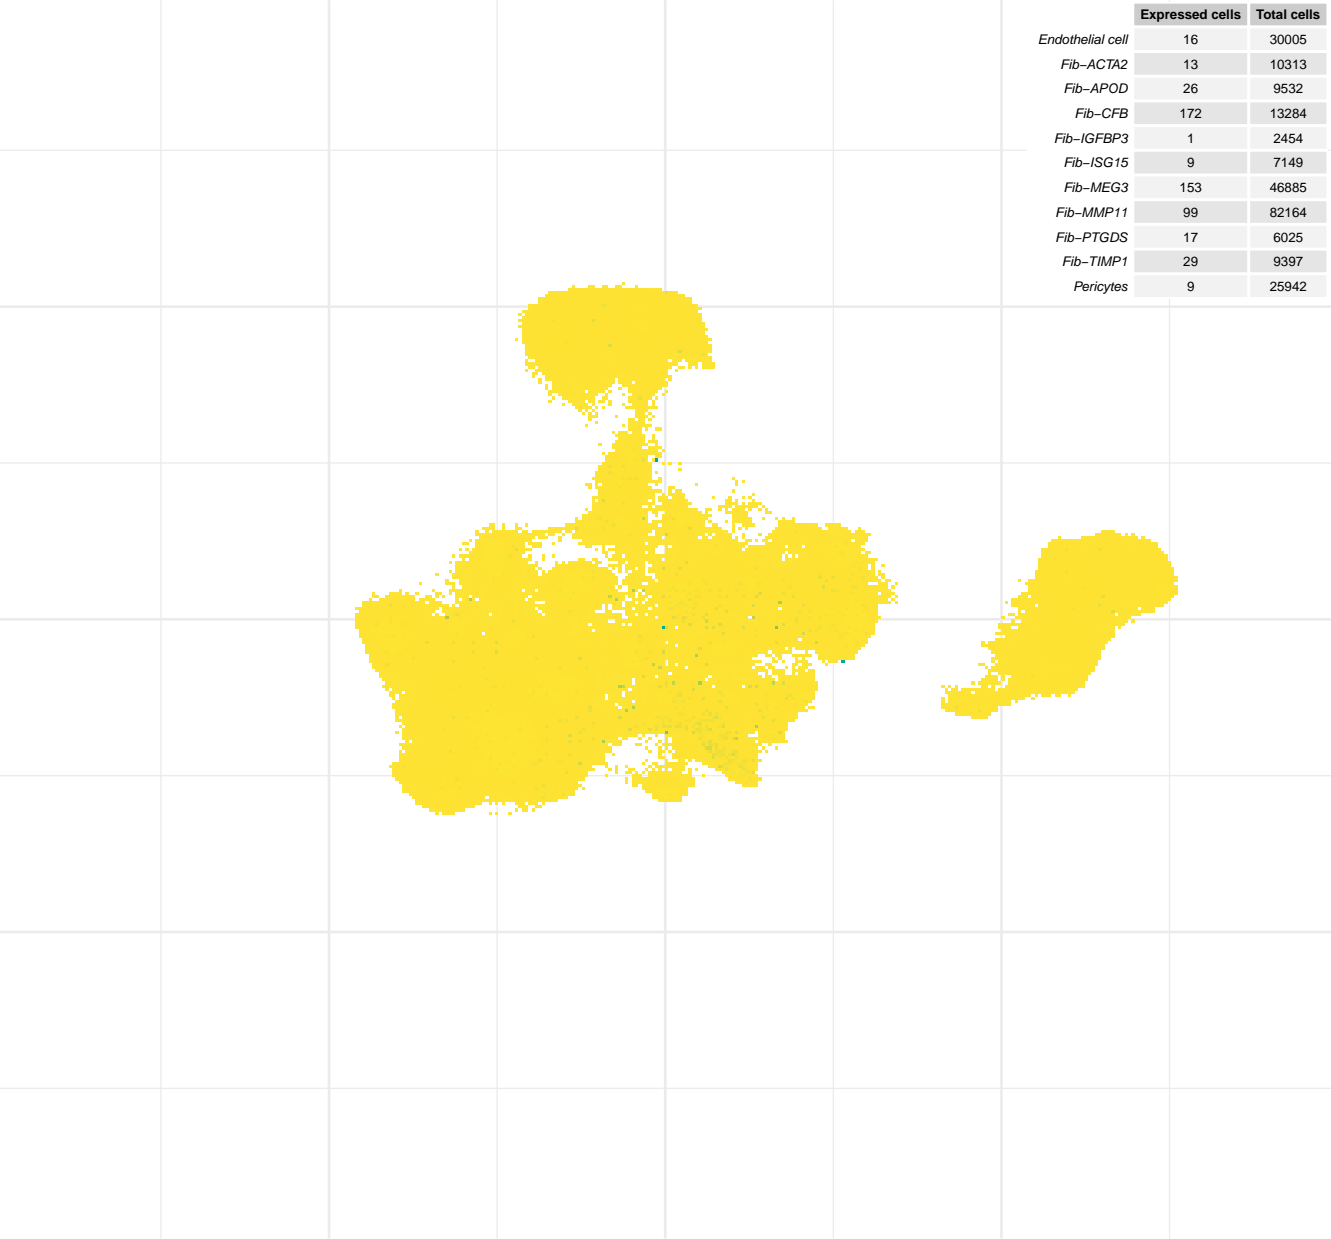 Expressed cells Total cells
Endothelial cell 16 30005
Fib−ACTA2 13 10313
Fib−APOD 26 9532
Fib−CFB 172 13284
Fib−IGFBP3 1 2454
Fib−ISG15 9 7149
Fib−MEG3 153 46885
Fib−MMP11 99 82164
Fib−PTGDS 17 6025
Fib−TIMP1 29 9397
Pericytes 9 25942